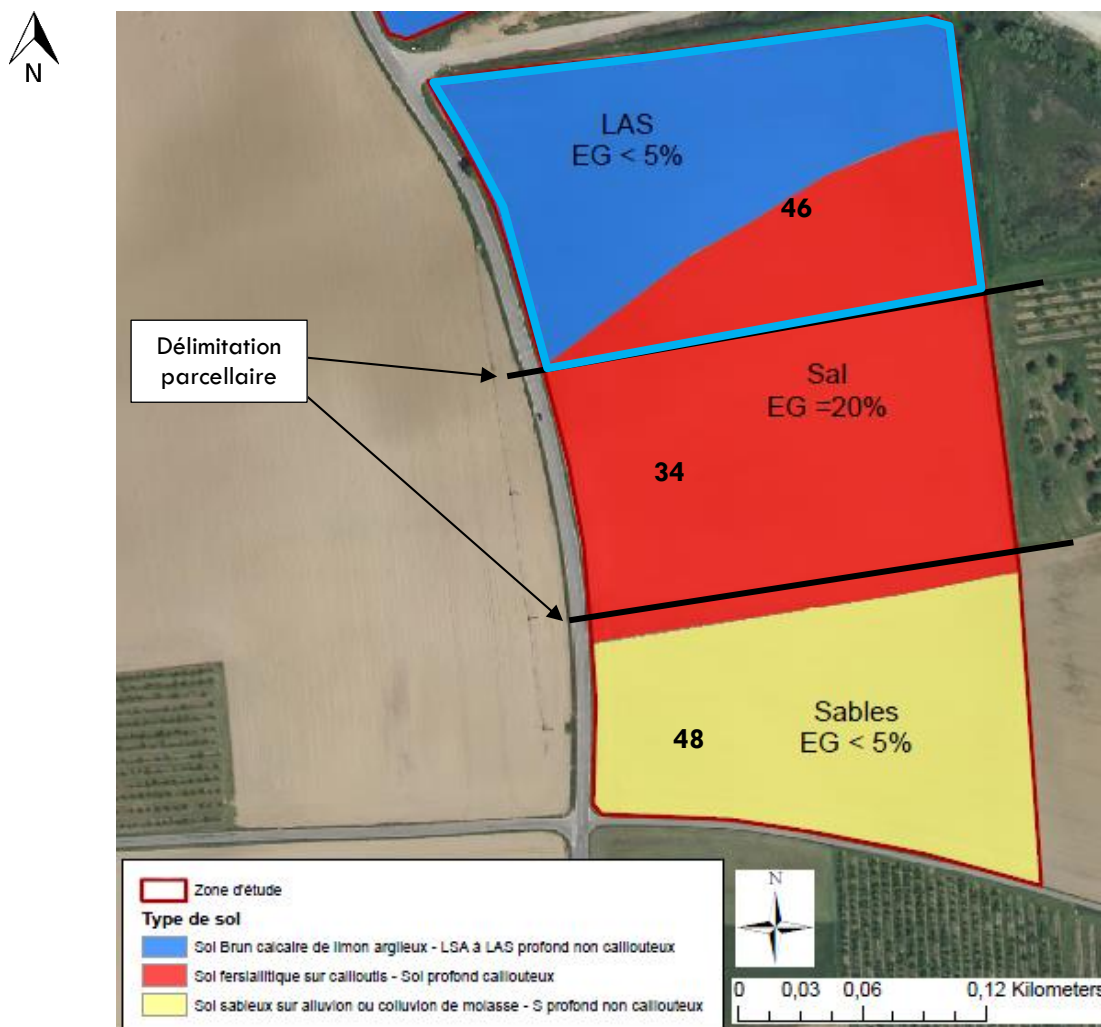 N
LAS
EG < 5%
46
Délimitation
parcellaire
Sal
EG =20%
34
Sables
EG < 5%
48
Zone d'étude
Type de sol
Sol Brun calcaire de limon argileux - LSA à LAS profond non caillouteux
Sol fersiallitique sur cailloutis - Sol profond caillouteux
Sol sableux sur alluvion ou colluvion de molasse - S profond non caillouteux
N
0 0,03 0,06 0,12 Kilometers